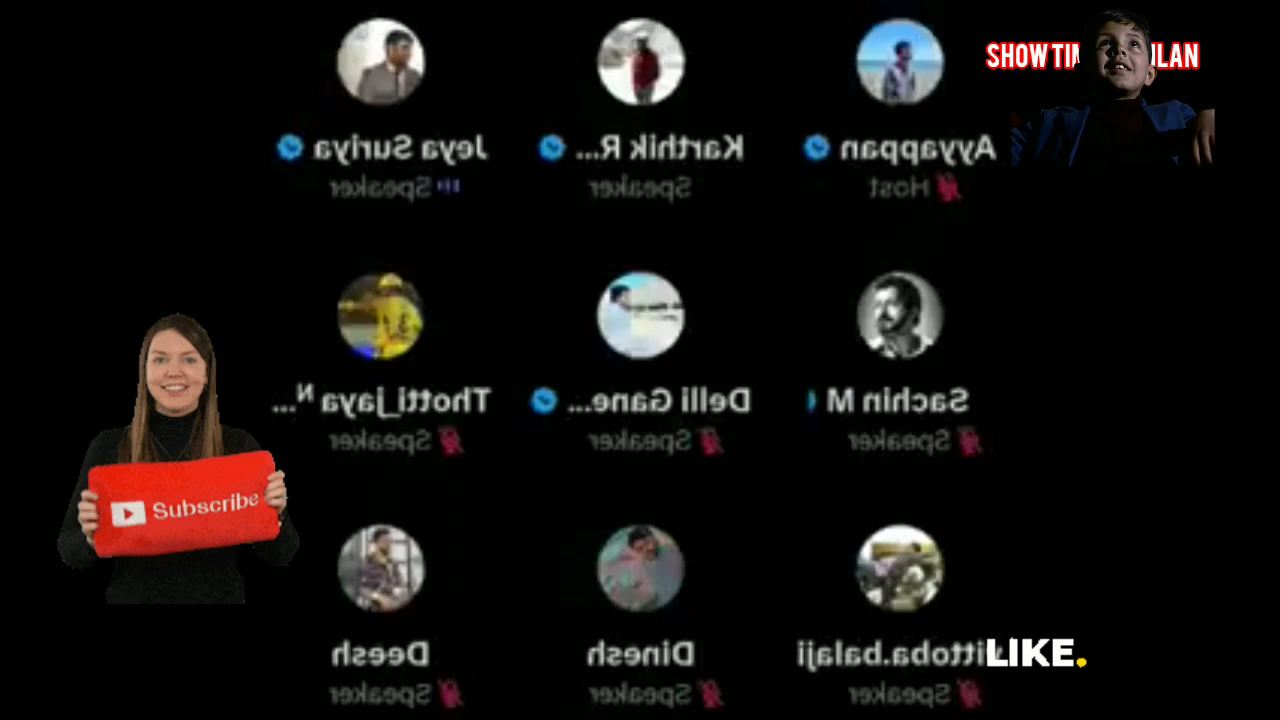 SHOW TIM ILAN
Jeya Suriya
Karthik R...
Ayyappan
Speaker
Speaker
Host
Thotti_jaya ᴺ...
Delli Gane...
Sachin M
Speaker
Speaker
Speaker
Subscribe
Deesh
Dinesh
ittoba.balaji
LIKE.
Speaker
Speaker
Speaker